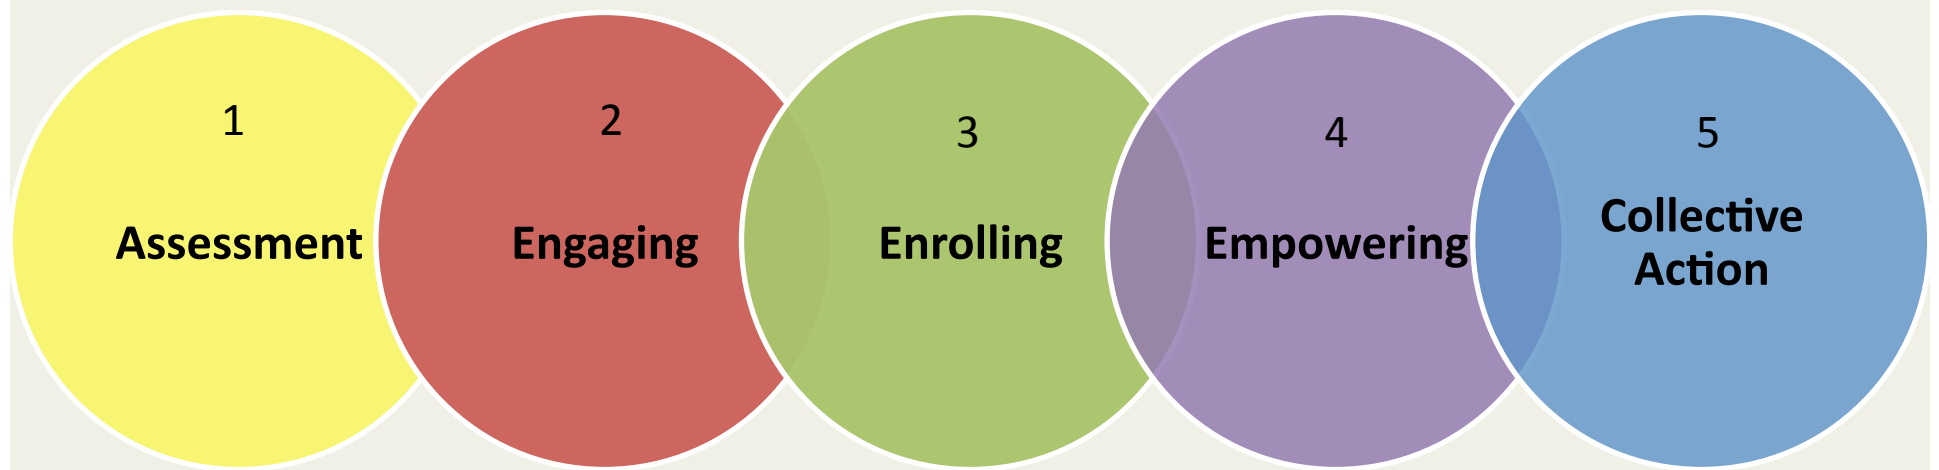 1
Assessment
2
Engaging
3
Enrolling
4
Empowering
5
Collective
Action